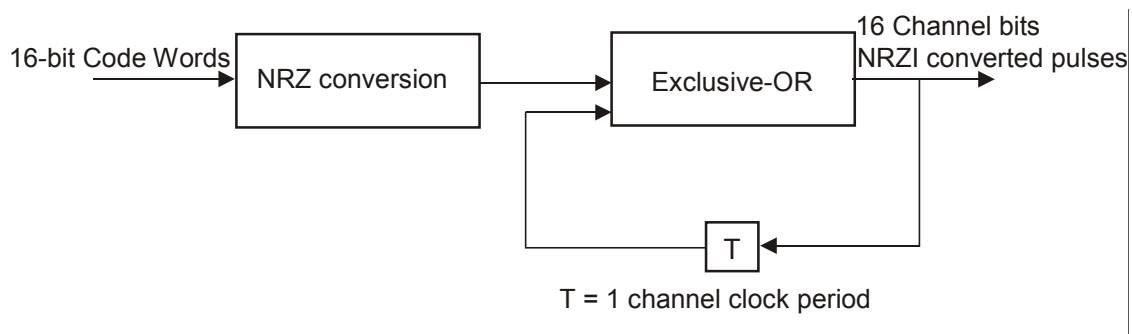 16 Channel bits
16-bit Code Words
NRZI converted pulses
NRZ conversion
Exclusive-OR
T
T = 1 channel clock period